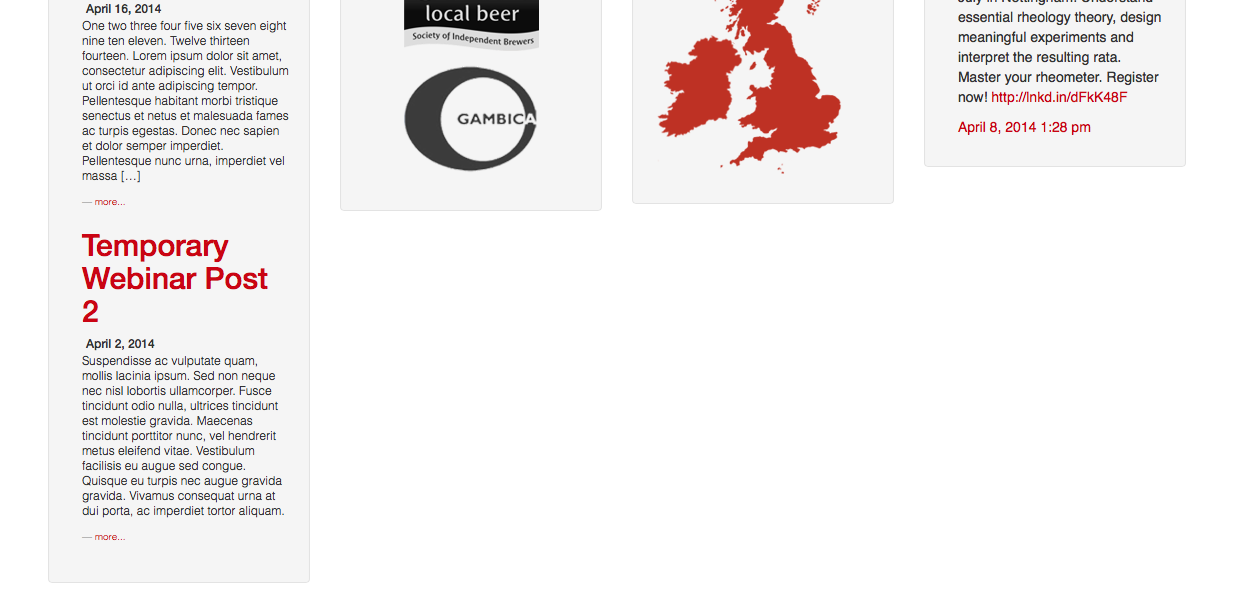 April 16, 2014
One two three four five six seven eight
nine ten eleven. Twelve thirteen
fourteen. Lorem ipsum dolor sit amet,
consectetur adipiscing elit. Vestibulum
ut orci id ante adipiscing tempor.
Pellentesque habitant morbi tristique
senectus et netus et malesuada fames
ac turpis egestas. Donec nec sapien
et dolor semper imperdiet.
Pellentesque nunc urna, imperdiet vel
massa […]
— more...
Temporary
Webinar Post
2
April 2, 2014
Suspendisse ac vulputate quam,
mollis lacinia ipsum. Sed non neque
nec nisl lobortis ullamcorper. Fusce
tincidunt odio nulla, ultrices tincidunt
est molestie gravida. Maecenas
tincidunt porttitor nunc, vel hendrerit
metus eleifend vitae. Vestibulum
facilisis eu augue sed congue.
Quisque eu turpis nec augue gravida
gravida. Vivamus consequat urna at
dui porta, ac imperdiet tortor aliquam.
— more...
local beer
Society of Independent Brewers
GAMBICA
July in Nottingham! Understand
essential rheology theory, design
meaningful experiments and
interpret the resulting rata.
Master your rheometer. Register
now! http://lnkd.in/dFkK48F
April 8, 2014 1:28 pm